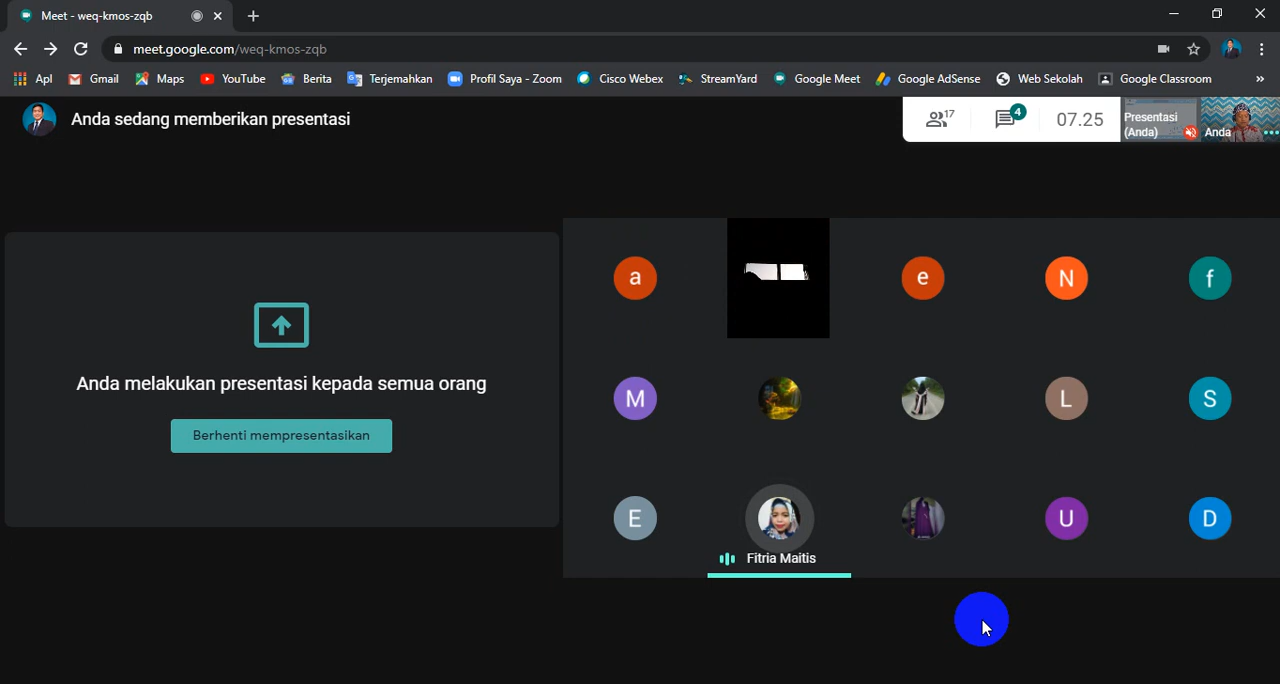 Meet - weq-kmos-zqb
meet.google.com/weq-kmos-zqb
Apl Gmail Maps YouTube Berita Terjemahkan Profil Saya - Zoom Cisco Webex StreamYard Google Meet Google AdSense Web Sekolah Google Classroom »
Anda sedang memberikan presentasi
17 4 07.25
Presentasi
(Anda)
Anda
a e N f
Anda melakukan presentasi kepada semua orang
Berhenti mempresentasikan
M L S
E U D
Fitria Maitis